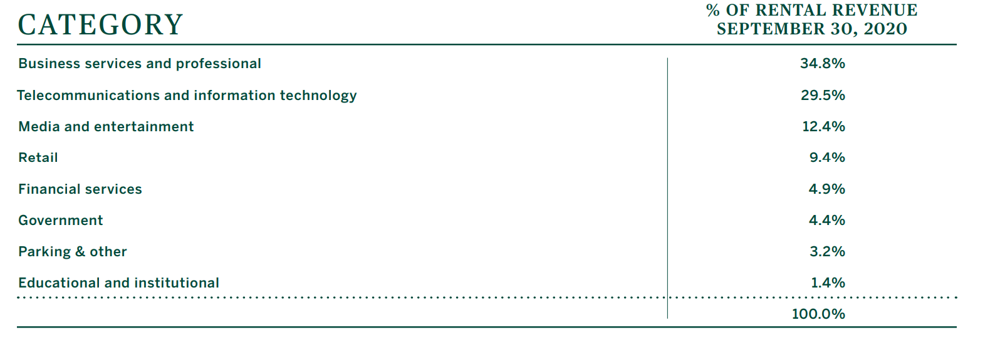 CATEGORY % OF RENTAL REVENUE SEPTEMBER 30, 2020
Business services and professional 34.8%
Telecommunications and information technology 29.5%
Media and entertainment 12.4%
Retail 9.4%
Financial services 4.9%
Government 4.4%
Parking & other 3.2%
Educational and institutional 1.4%
100.0%